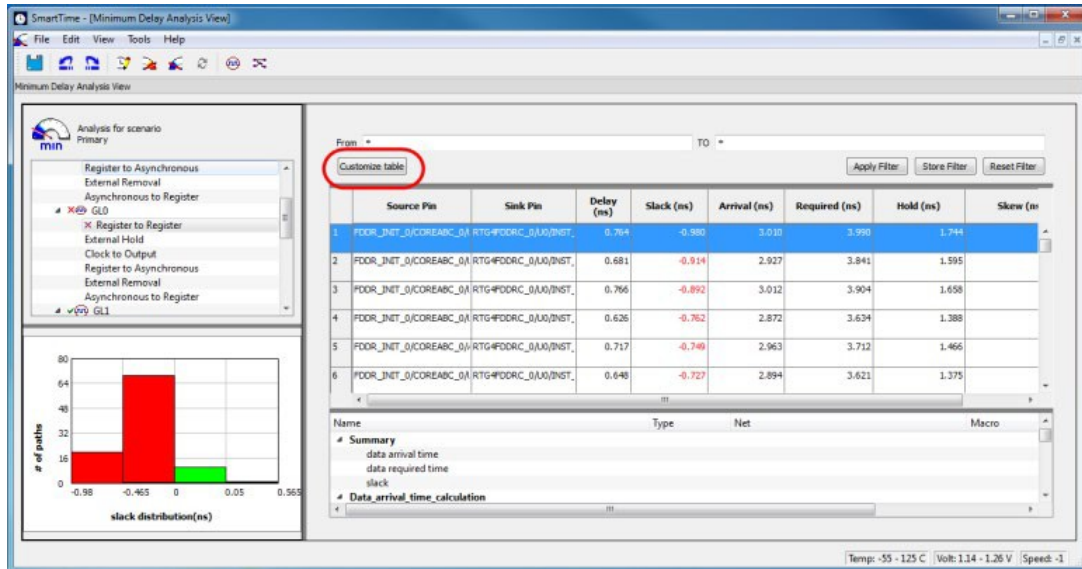 SmartTime - [Minimum Delay Analysis View]
File Edit View Tools Help
Minimum Delay Analysis View
min
Analysis for scenario
Primary
Register to Asynchronous
External Removal
Asynchronous to Register
GL0
Register to Register
External Hold
Clock to Output
Register to Asynchronous
External Removal
Asynchronous to Register
GL1
80
64
48
32
16
0
# of paths
-0.98 -0.465 0 0.05 0.565
slack distribution(ns)
From * TO *
Customize table Apply Filter Store Filter Reset Filter
Source Pin Sink Pin Delay (ns) Slack (ns) Arrival (ns) Required (ns) Hold (ns) Skew (ns
1 FDDR_INIT_0/COREABC_0/ RTG4FDDRC_0/U0/INST_ 0.764 -0.980 3.010 3.990 1.744
2 FDDR_INIT_0/COREABC_0/ RTG4FDDRC_0/U0/INST_ 0.681 -0.914 2.927 3.841 1.595
3 FDDR_INIT_0/COREABC_0/ RTG4FDDRC_0/U0/INST_ 0.766 -0.892 3.012 3.904 1.658
4 FDDR_INIT_0/COREABC_0/ RTG4FDDRC_0/U0/INST_ 0.626 -0.762 2.872 3.634 1.388
5 FDDR_INIT_0/COREABC_0/ RTG4FDDRC_0/U0/INST_ 0.717 -0.749 2.963 3.712 1.466
6 FDDR_INIT_0/COREABC_0/ RTG4FDDRC_0/U0/INST_ 0.648 -0.727 2.894 3.621 1.375
Name Type Net Macro
Summary
data arrival time
data required time
slack
Data_arrival_time_calculation
Temp: -55 - 125 C Volt: 1.14 - 1.26 V Speed: -1